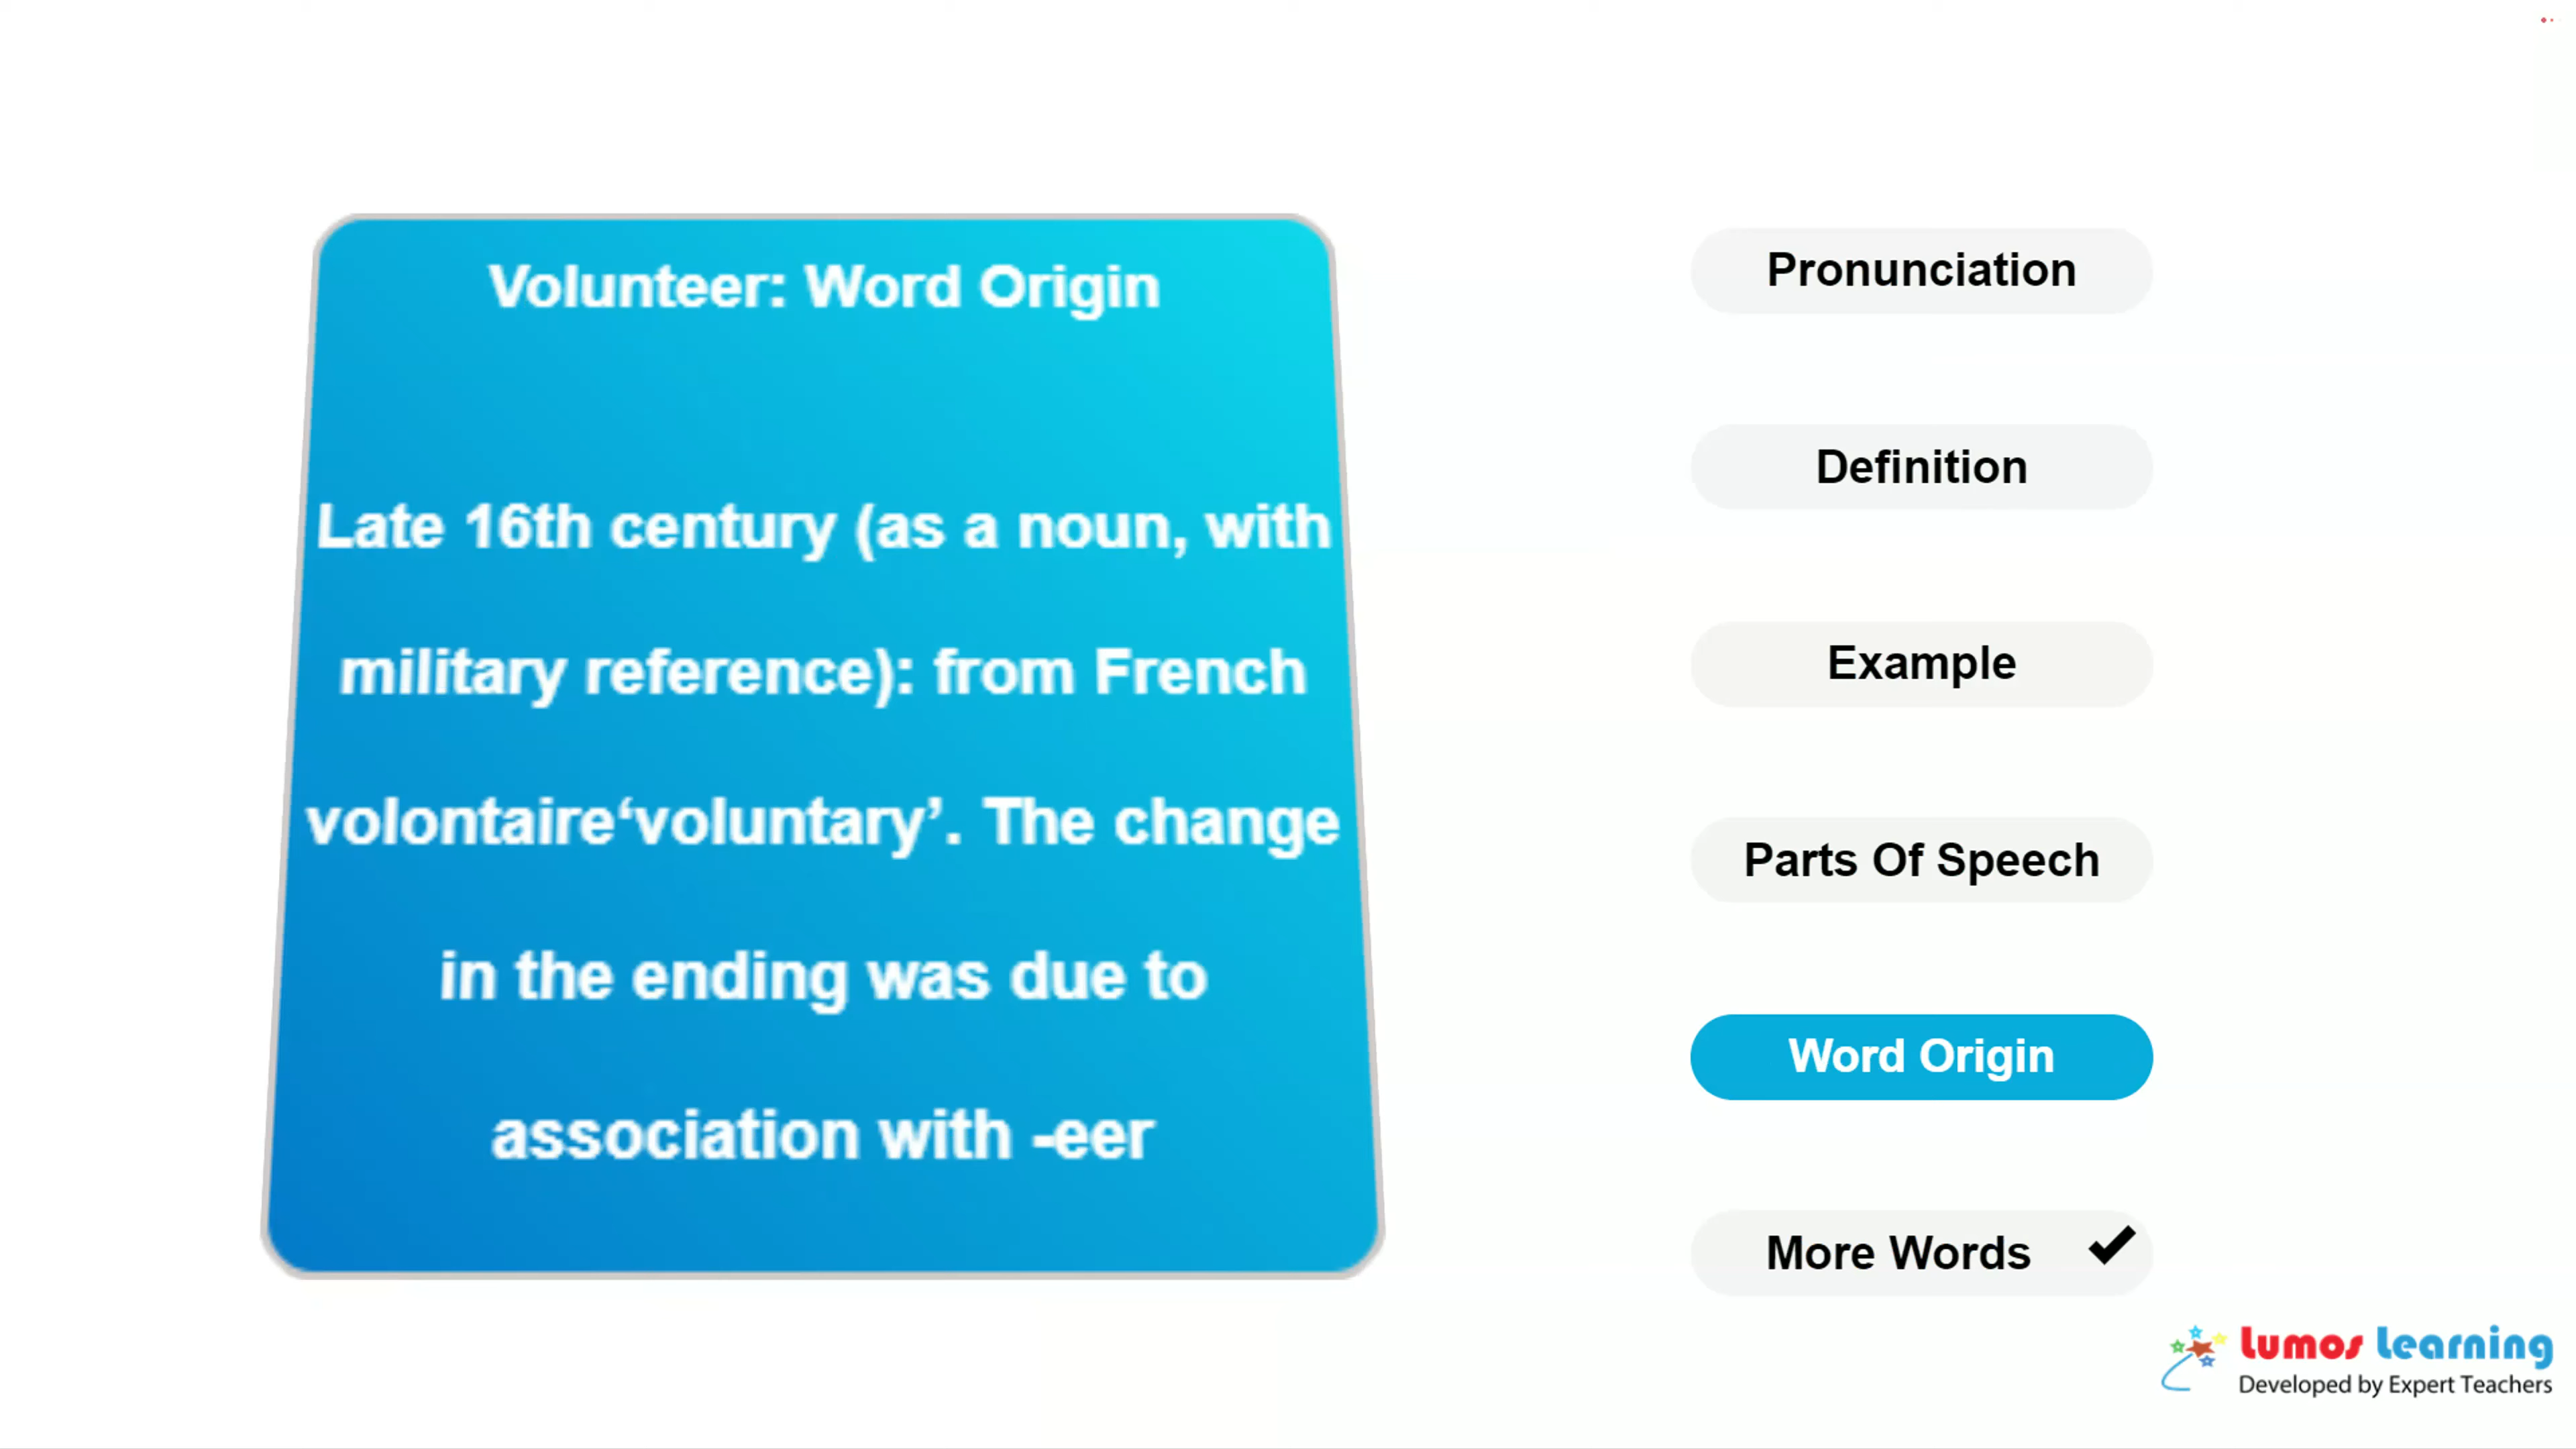 Volunteer: Word Origin
Late 16th century (as a noun, with
military reference): from French
volontaire‘voluntary’. The change
in the ending was due to
association with -eer
Pronunciation
Definition
Example
Parts Of Speech
Word Origin
More Words
Lumos Learning
Developed by Expert Teachers